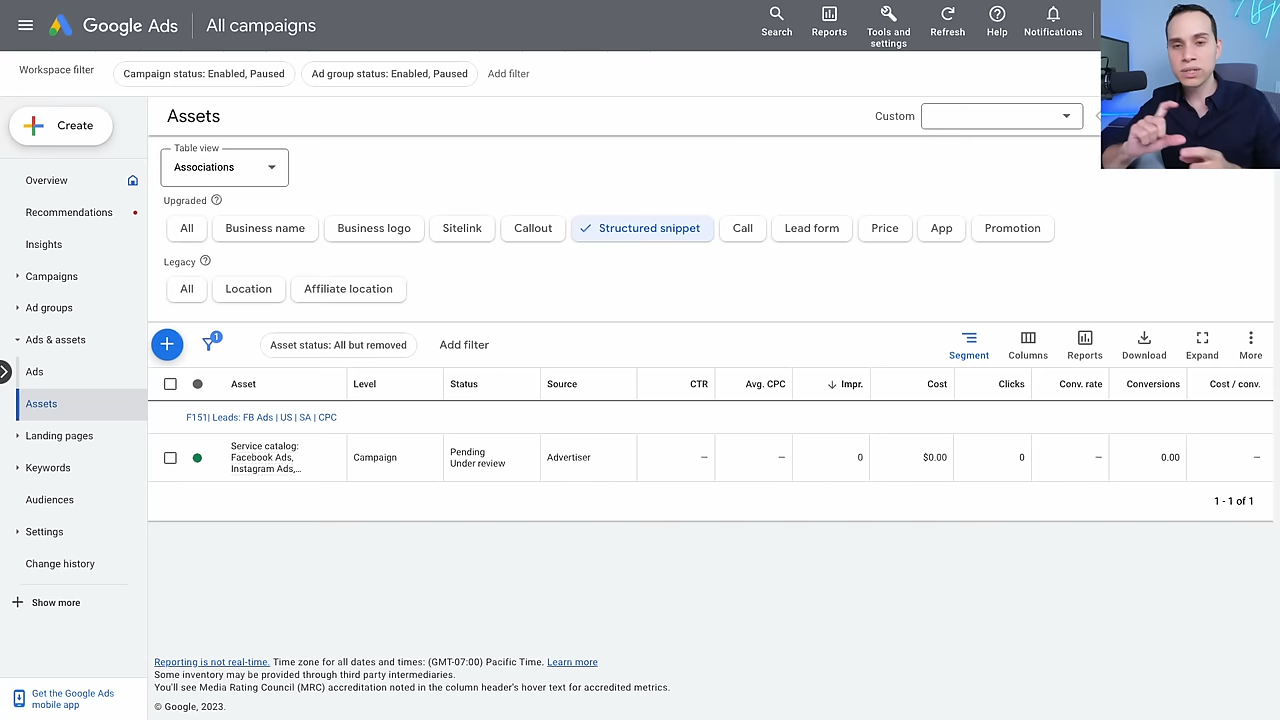 Google Ads
All campaigns
Search
Reports
Tools and
settings
Refresh
Help
Notifications
Workspace filter
Campaign status: Enabled, Paused
Ad group status: Enabled, Paused
Add filter
Create
Overview
Recommendations
Insights
Campaigns
Ad groups
Ads & assets
Ads
Assets
Landing pages
Keywords
Audiences
Settings
Change history
Show more
Get the Google Ads
mobile app
Assets
Custom
Table view
Associations
Upgraded
All
Business name
Business logo
Sitelink
Callout
Structured snippet
Call
Lead form
Price
App
Promotion
Legacy
All
Location
Affiliate location
1
Asset status: All but removed
Add filter
Segment
Columns
Reports
Download
Expand
More
Asset Level Status Source CTR Avg. CPC Impr. Cost Clicks Conv. rate Conversions Cost / conv.
F151| Leads: FB Ads | US | SA | CPC
Service catalog:
Facebook Ads,
Instagram Ads,…
Campaign
Pending
Under review
Advertiser
–
–
0
$0.00
0
–
0.00
–
1 - 1 of 1
Reporting is not real-time. Time zone for all dates and times: (GMT-07:00) Pacific Time. Learn more
Some inventory may be provided through third party intermediaries.
You'll see Media Rating Council (MRC) accreditation noted in the column header's hover text for accredited metrics.
© Google, 2023.